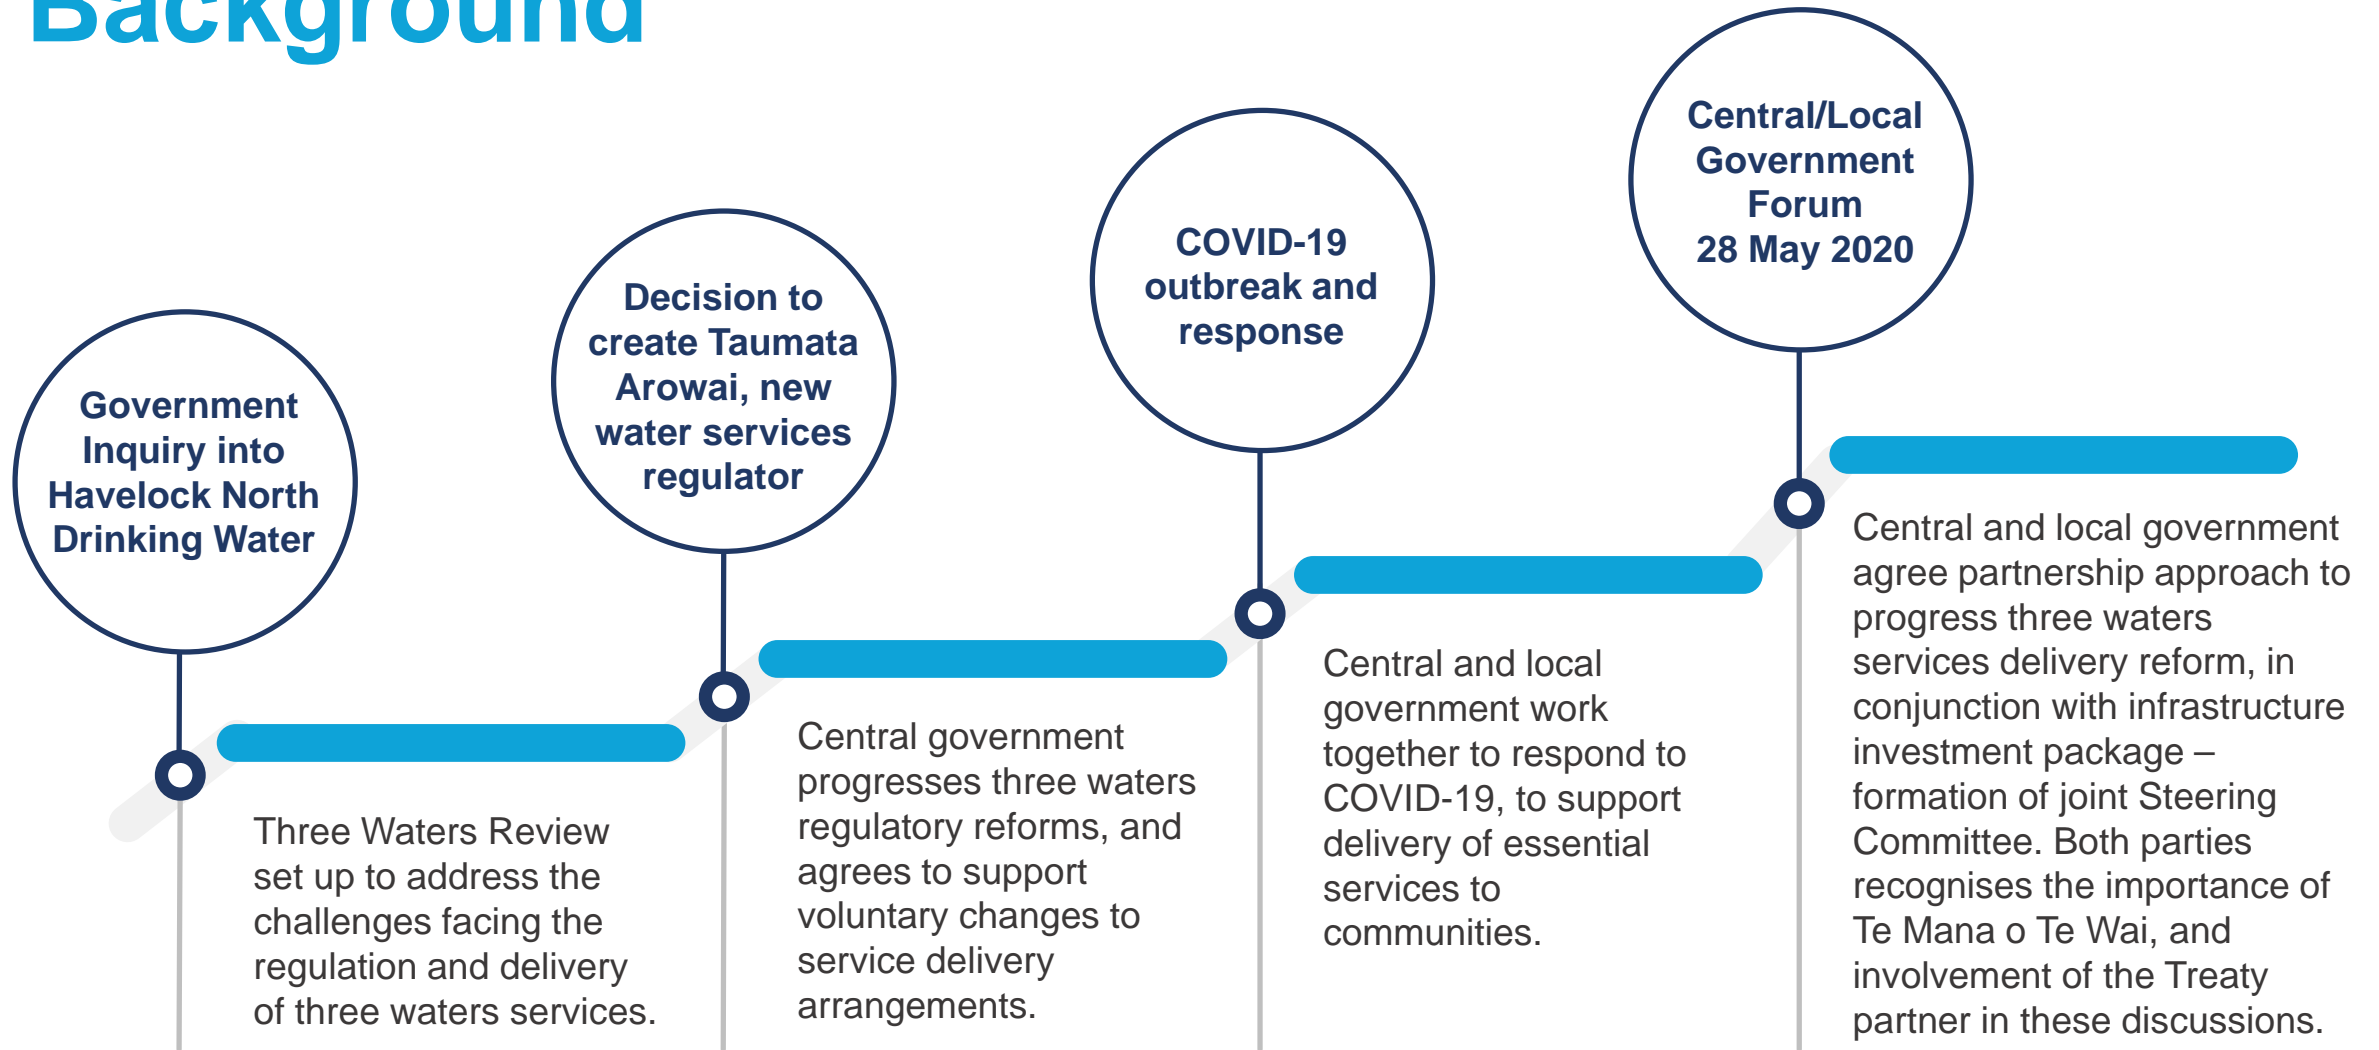 Background
Government
Inquiry into
Havelock North
Drinking Water
Three Waters Review
set up to address the
challenges facing the
regulation and delivery
of three waters services.
Decision to
create Taumata
Arowai, new
water services
regulator
Central government
progresses three waters
regulatory reforms, and
agrees to support
voluntary changes to
service delivery
arrangements.
COVID-19
outbreak and
response
Central and local
government work
together to respond to
COVID-19, to support
delivery of essential
services to
communities.
Central/Local
Government
Forum
28 May 2020
Central and local government
agree partnership approach to
progress three waters
services delivery reform, in
conjunction with infrastructure
investment package –
formation of joint Steering
Committee. Both parties
recognises the importance of
Te Mana o Te Wai, and
involvement of the Treaty
partner in these discussions.